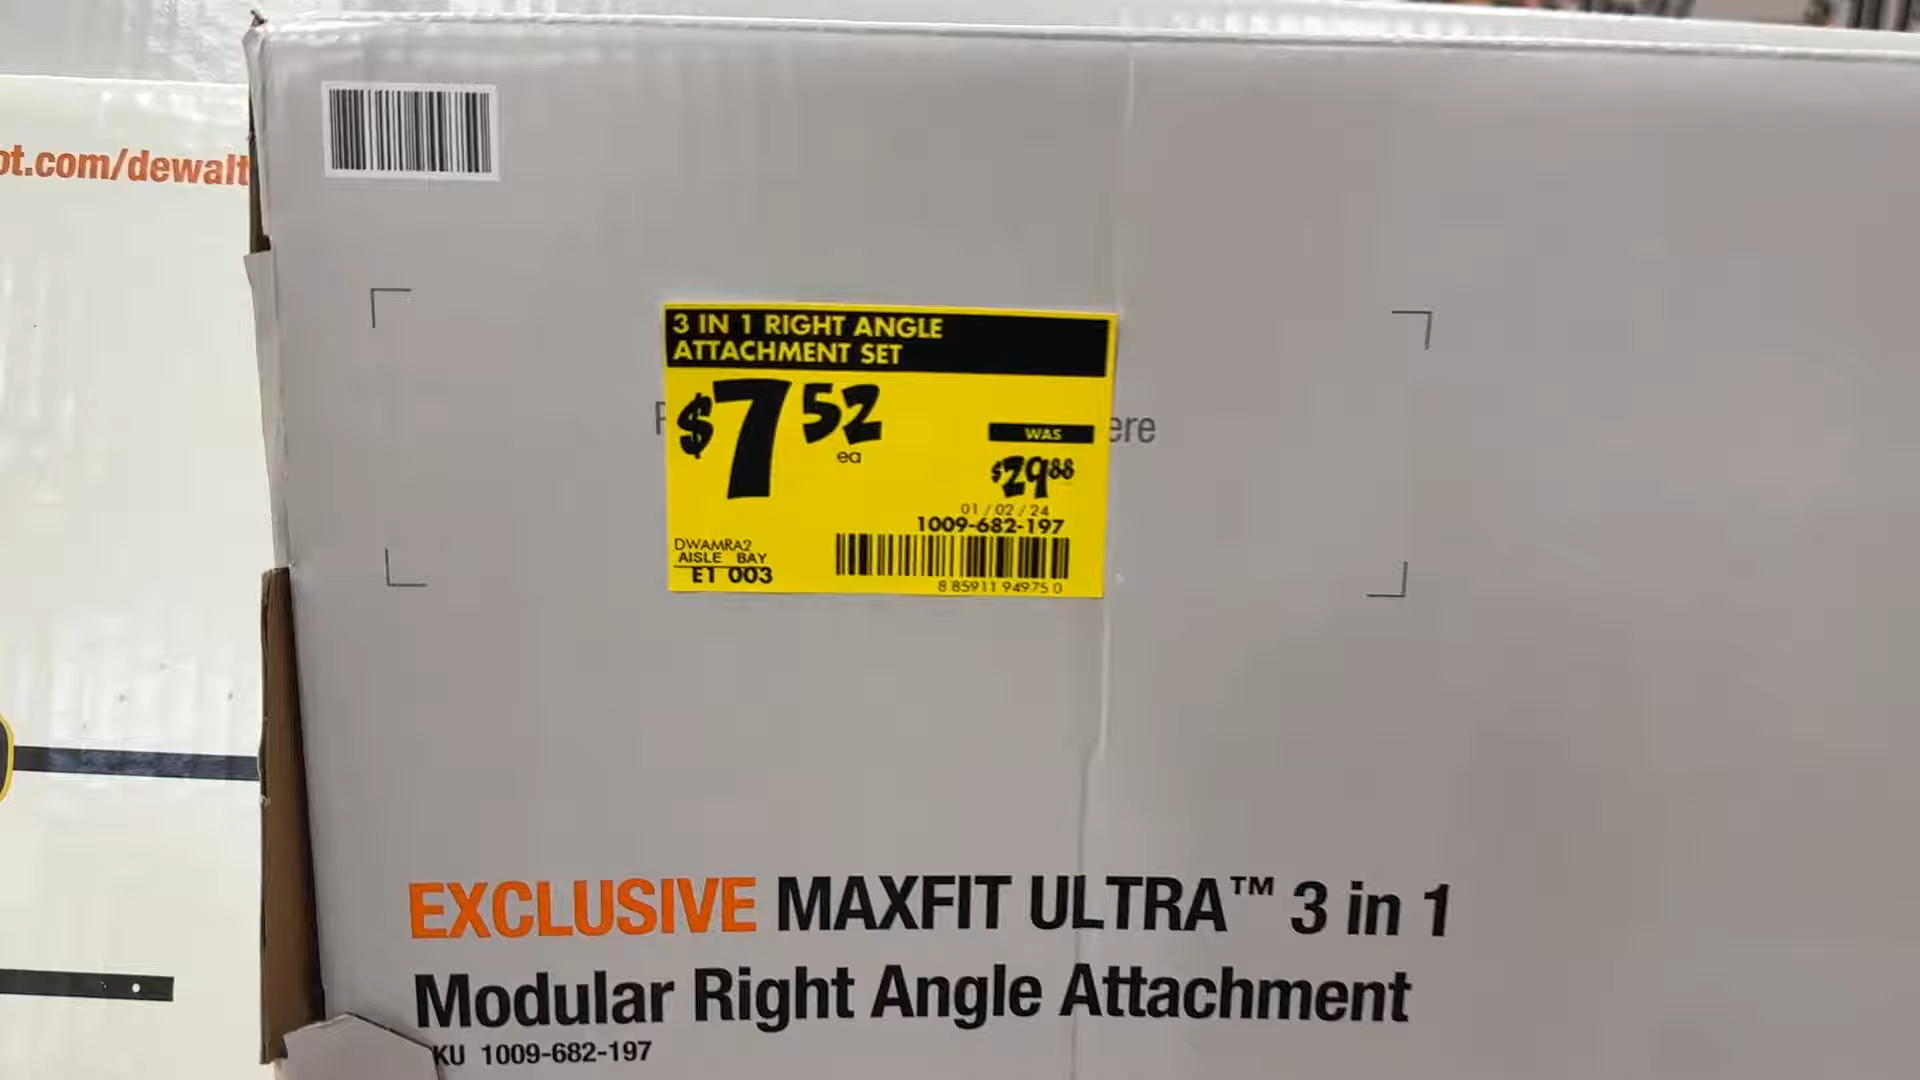 ot.com/dewalt
3 IN 1 RIGHT ANGLE
ATTACHMENT SET
$7 52
ea
WAS
$29 88
01/02/24
1009-682-197
DWAMRA2
AISLE BAY
E1 003
8 85911 94975 0
ere
EXCLUSIVE MAXFIT ULTRA™ 3 in 1
Modular Right Angle Attachment
KU 1009-682-197